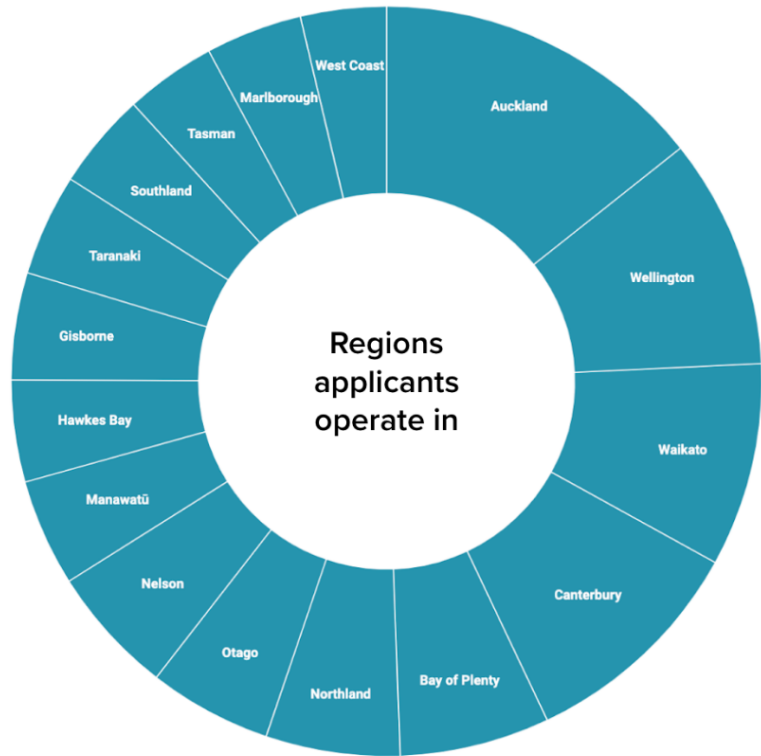 Regions
applicants
operate in
Auckland
Wellington
Waikato
Canterbury
Bay of Plenty
Northland
Otago
Nelson
Manawatū
Hawkes Bay
Gisborne
Taranaki
Southland
Tasman
Marlborough
West Coast